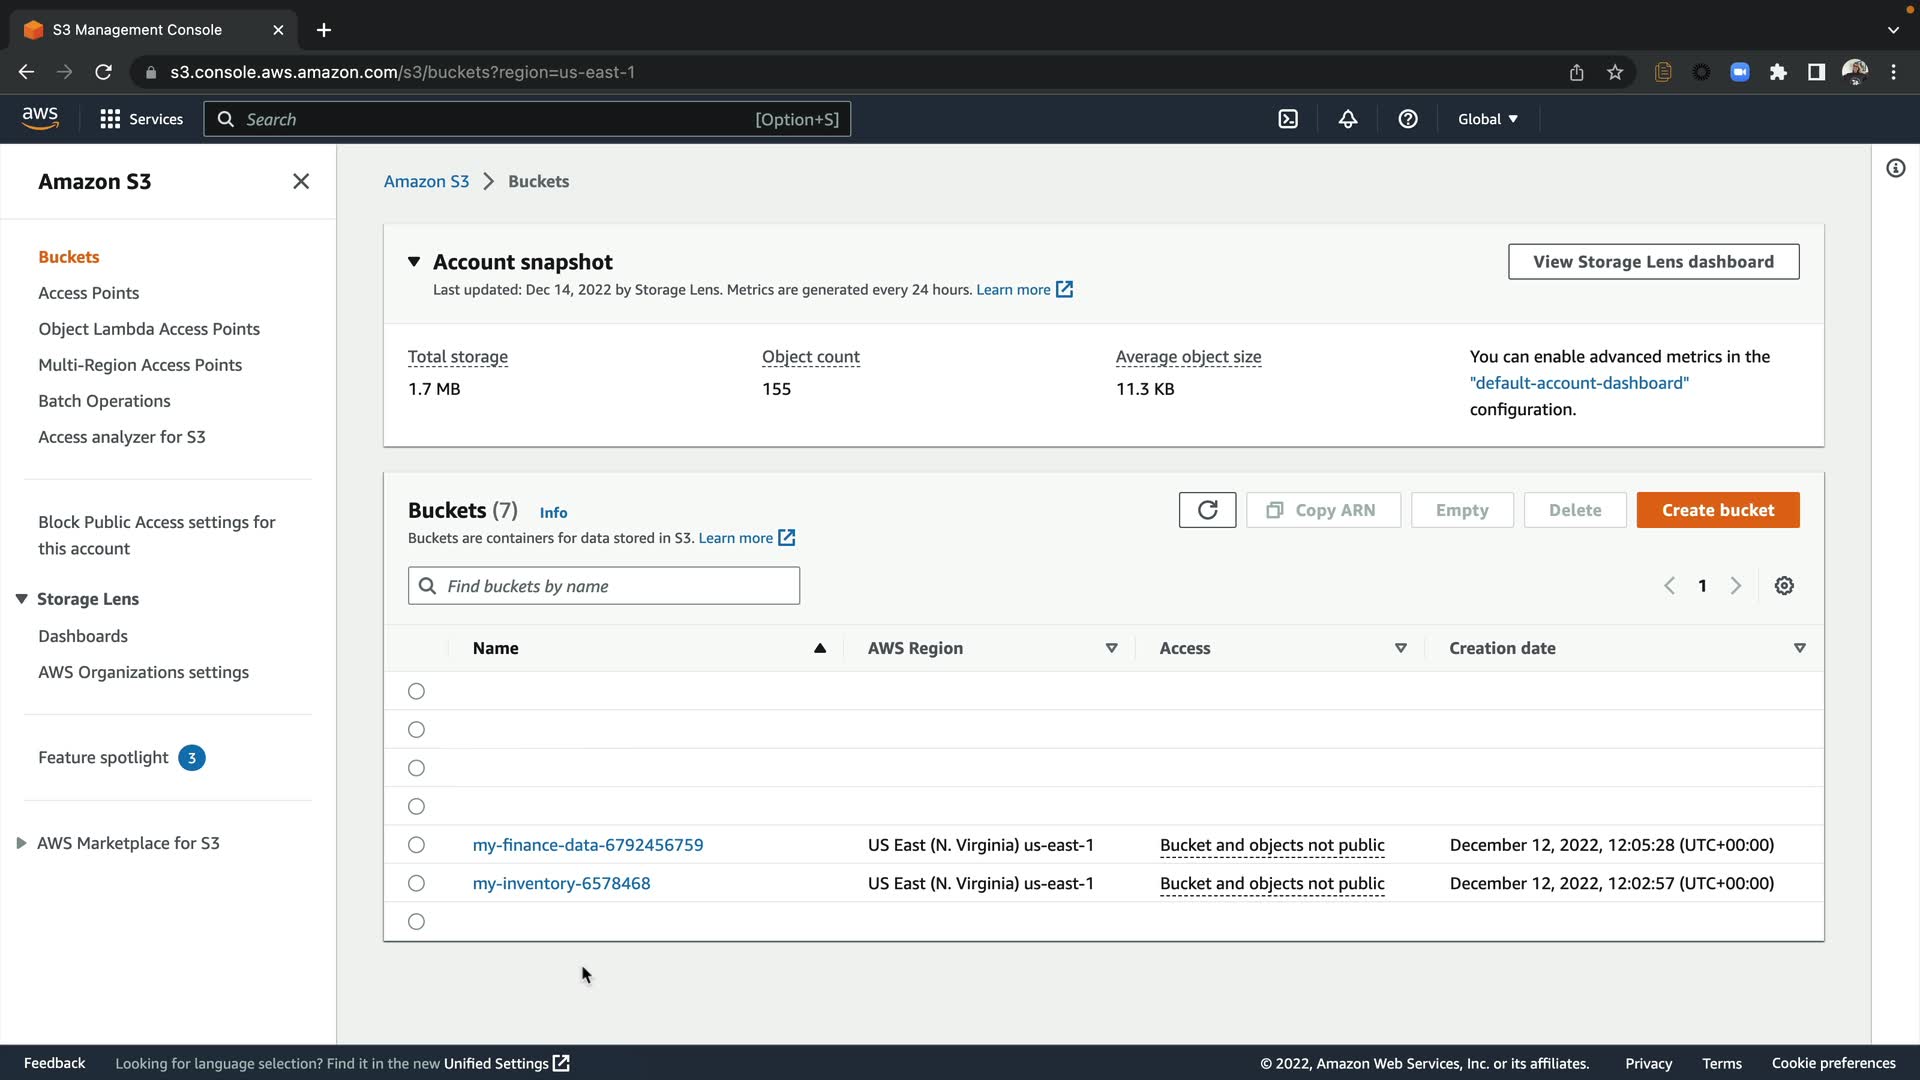 S3 Management Console
s3.console.aws.amazon.com/s3/buckets?region=us-east-1
aws
Services
Search
[Option+S]
Global
Amazon S3
Buckets
Access Points
Object Lambda Access Points
Multi-Region Access Points
Batch Operations
Access analyzer for S3
Block Public Access settings for
this account
Storage Lens
Dashboards
AWS Organizations settings
Feature spotlight 3
AWS Marketplace for S3
Amazon S3 Buckets
Account snapshot
View Storage Lens dashboard
Last updated: Dec 14, 2022 by Storage Lens. Metrics are generated every 24 hours. Learn more
Total storage
1.7 MB
Object count
155
Average object size
11.3 KB
You can enable advanced metrics in the
"default-account-dashboard"
configuration.
Buckets (7) Info
Copy ARN
Empty
Delete
Create bucket
Buckets are containers for data stored in S3. Learn more
Find buckets by name
1
Name AWS Region Access Creation date
my-finance-data-6792456759 US East (N. Virginia) us-east-1 Bucket and objects not public December 12, 2022, 12:05:28 (UTC+00:00)
my-inventory-6578468 US East (N. Virginia) us-east-1 Bucket and objects not public December 12, 2022, 12:02:57 (UTC+00:00)
Feedback Looking for language selection? Find it in the new Unified Settings © 2022, Amazon Web Services, Inc. or its affiliates. Privacy Terms Cookie preferences